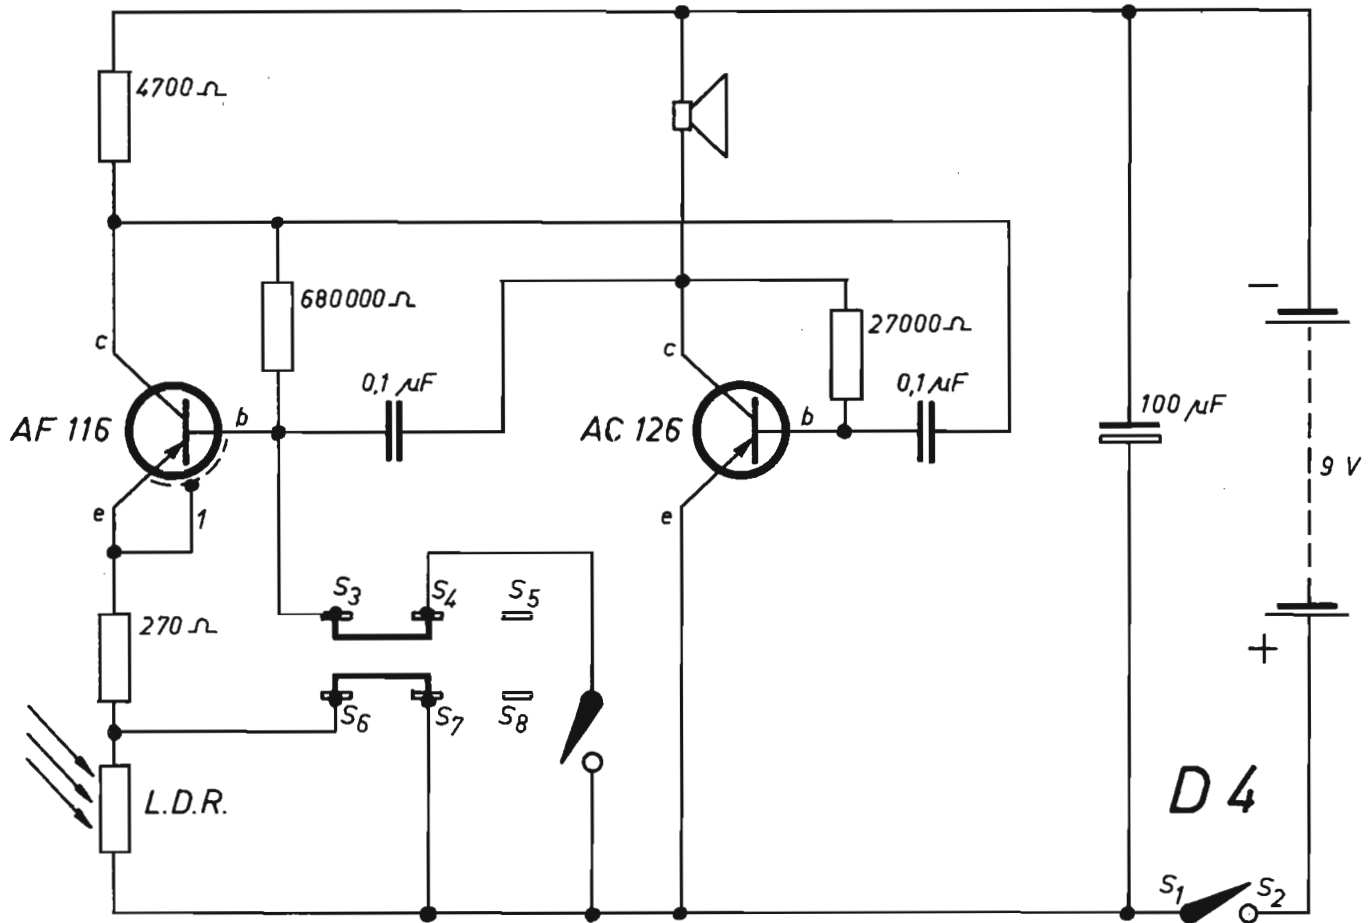 4700 Ω
680000 Ω
27000 Ω
c
c
0,1 µF
0,1 µF
100 µF
AF 116
b
AC 126
b
9 V
e
1
e
S3
S4
S5
270 Ω
S6
S7
S8
L.D.R.
D 4
S1
S2
−
+